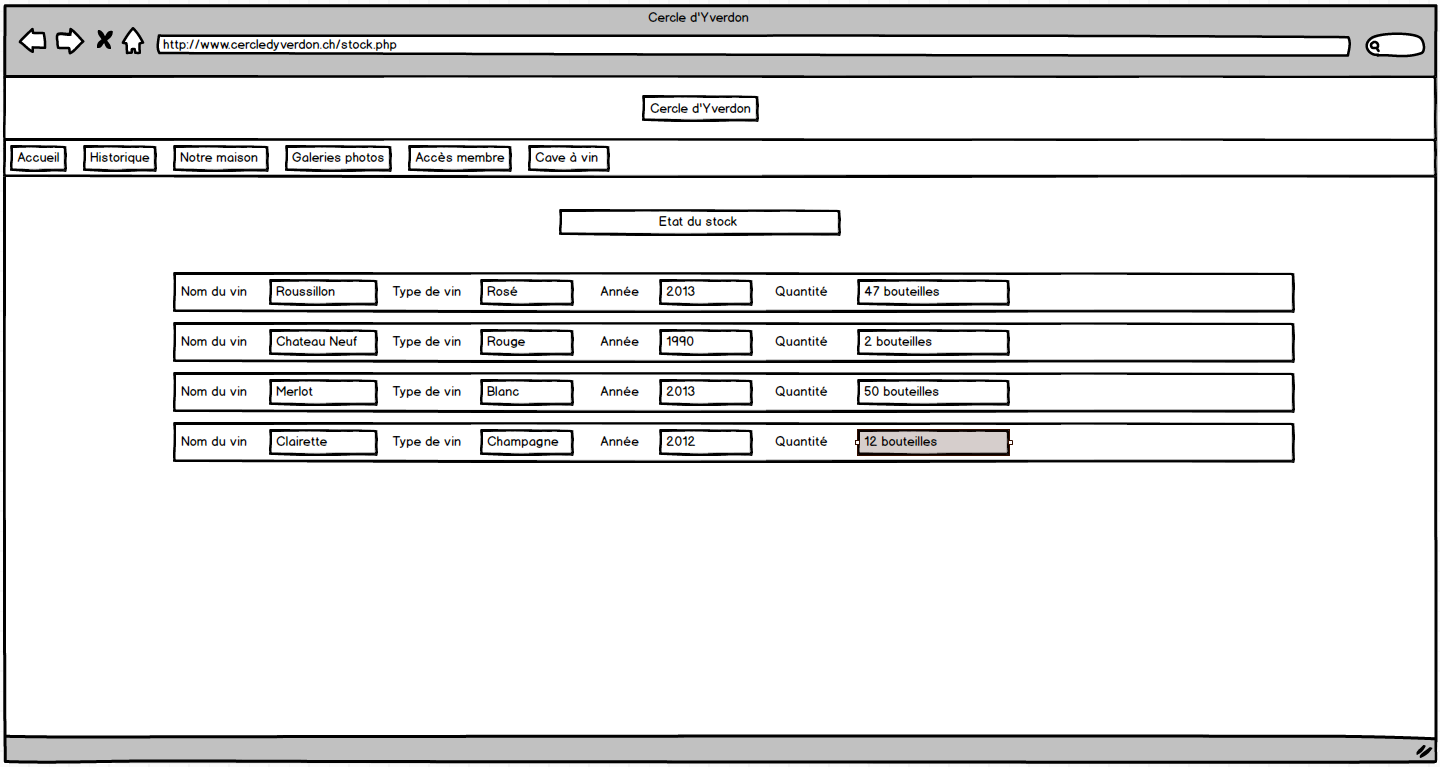 Cercle d'Yverdon
http://www.cercledyverdon.ch/stock.php
Cercle d'Yverdon
Accueil Historique Notre maison Galeries photos Accès membre Cave à vin
Etat du stock
Nom du vin Roussillon Type de vin Rosé Année 2013 Quantité 47 bouteilles
Nom du vin Chateau Neuf Type de vin Rouge Année 1990 Quantité 2 bouteilles
Nom du vin Merlot Type de vin Blanc Année 2013 Quantité 50 bouteilles
Nom du vin Clairette Type de vin Champagne Année 2012 Quantité 12 bouteilles